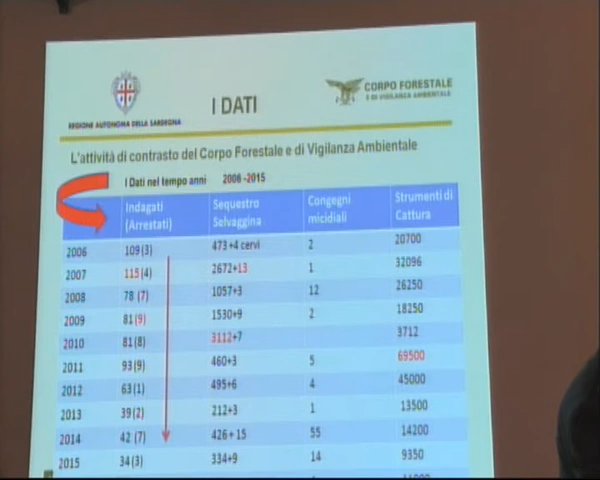 I DATI
CORPO FORESTALE
E DI VIGILANZA AMBIENTALE
REGIONE AUTONOMA DELLA SARDEGNA
L'attività di contrasto del Corpo Forestale e di Vigilanza Ambientale
I Dati nel tempo anni 2006 -2015
Indagati (Arrestati) Sequestro Selvaggina Congegni micidiali Strumenti di Cattura
2006 109 (3) 473 +4 cervi 2 20700
2007 115 (4) 2672+13 1 32096
2008 78 (7) 1057+3 12 26250
2009 81(9) 1530+9 2 18250
2010 81(8) 3112+7 3712
2011 93(9) 460+3 5 69500
2012 63(1) 495+6 4 45000
2013 39(2) 212+3 1 13500
2014 42 (7) 426 + 15 55 14200
2015 34(3) 334+9 14 9350